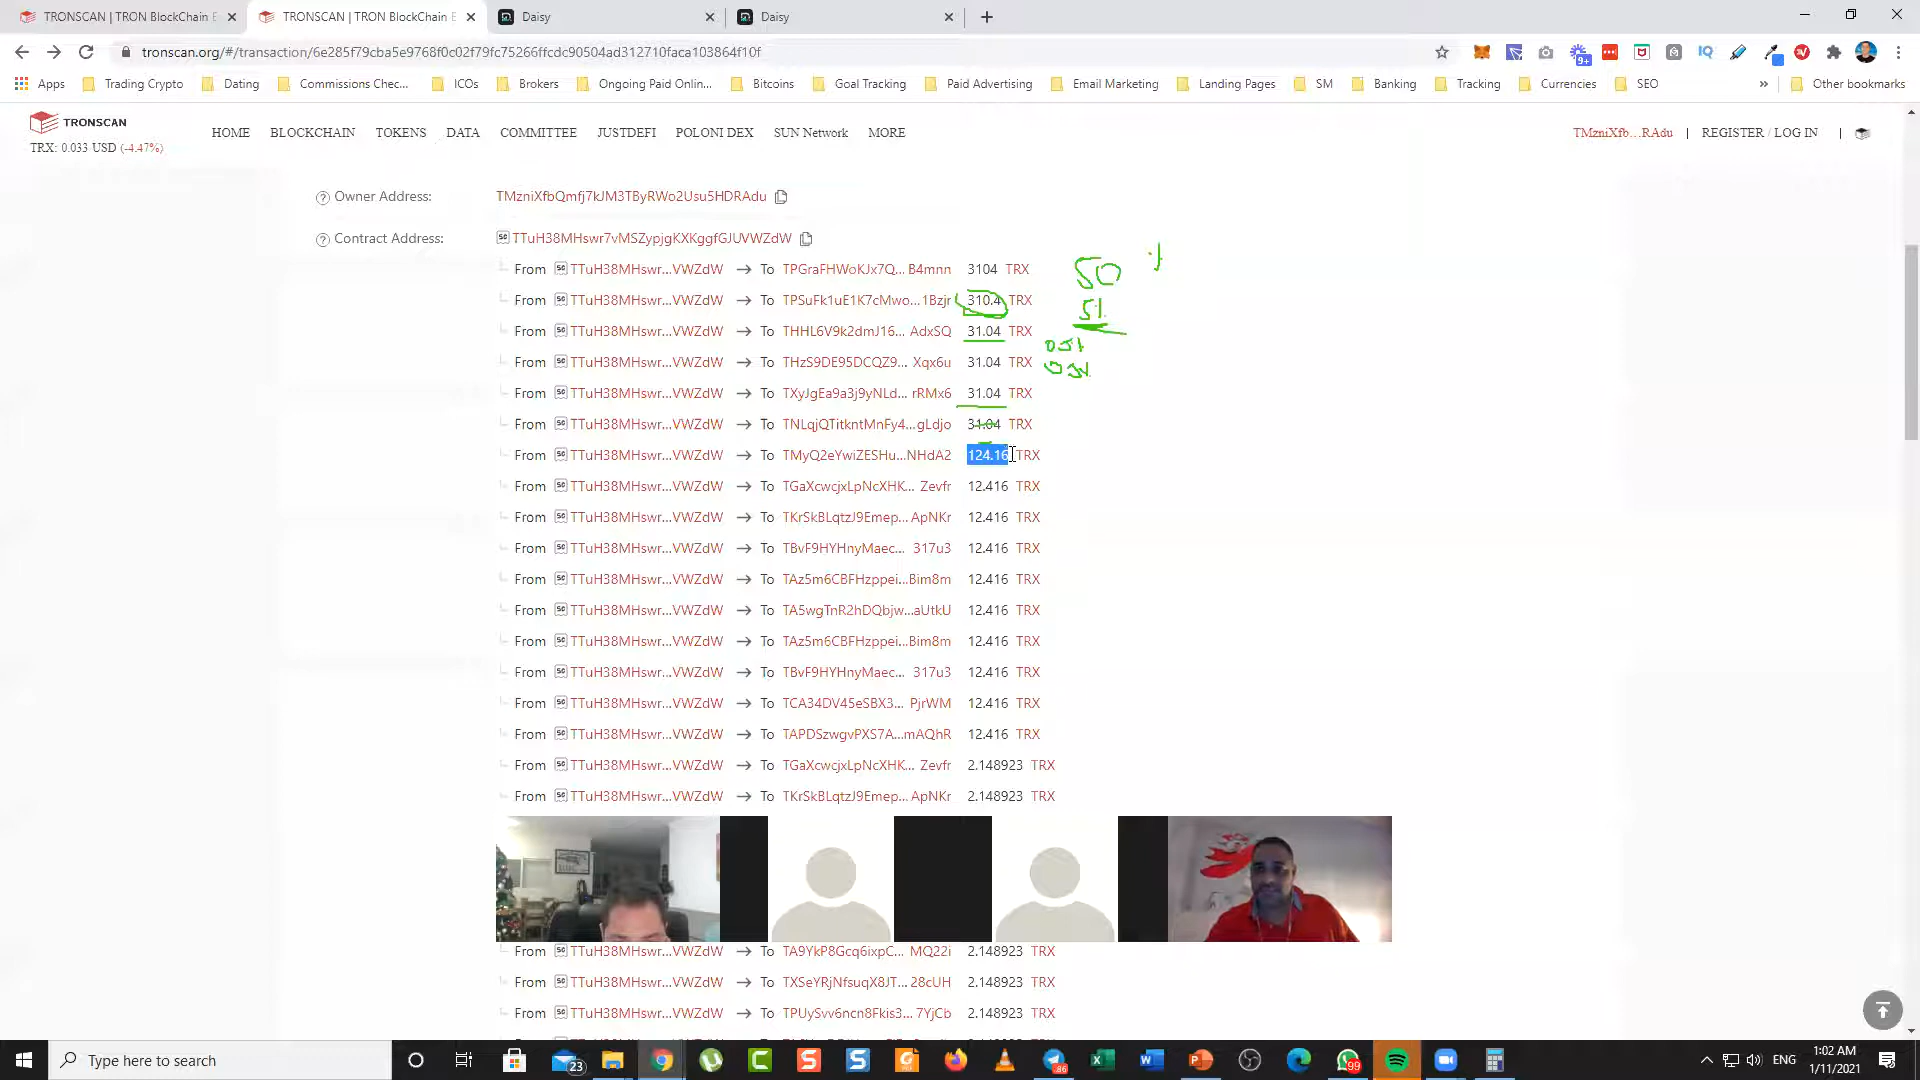 TRONSCAN | TRON BlockChain E
TRONSCAN | TRON BlockChain E
Daisy
Daisy
tronscan.org/#/transaction/6e285f79cba5e9768f0c02f79fc75266ffcdc90504ad312710faca103864f10f
9+
Apps Trading Crypto Dating Commissions Chec... ICOs Brokers Ongoing Paid Onlin... Bitcoins Goal Tracking Paid Advertising Email Marketing Landing Pages SM Banking Tracking Currencies SEO » Other bookmarks
TRONSCAN
TRX: 0.033 USD (-4.47%)
HOME BLOCKCHAIN TOKENS DATA COMMITTEE JUSTDEFI POLONI DEX SUN Network MORE
TMzniXfb...RAdu | REGISTER / LOG IN |
Owner Address: TMzniXfbQmfj7kJM3TByRWo2Usu5HDRAdu
Contract Address: TTuH38MHswr7vMSZypjgKXKggfGJUVWZdW
From TTuH38MHswr...VWZdW → To TPGraFHWoKJx7Q... B4mnn 3104 TRX
50
From TTuH38MHswr...VWZdW → To TPSuFk1uE1K7cMwo...1Bzjr 310.4 TRX
5%
From TTuH38MHswr...VWZdW → To THHL6V9k2dmJ16... AdxSQ 31.04 TRX
From TTuH38MHswr...VWZdW → To THzS9DE95DCQZ9... Xqx6u 31.04 TRX
From TTuH38MHswr...VWZdW → To TXyJgEa9a3j9yNLd... rRMx6 31.04 TRX
From TTuH38MHswr...VWZdW → To TNLqjQTitkntMnFy4...gLdjo 31.04 TRX
From TTuH38MHswr...VWZdW → To TMyQ2eYwiZESHu...NHdA2 124.16 TRX
From TTuH38MHswr...VWZdW → To TGaXcwcjxLpNcXHK... Zevfr 12.416 TRX
From TTuH38MHswr...VWZdW → To TKrSkBLqtzJ9Emep...ApNKr 12.416 TRX
From TTuH38MHswr...VWZdW → To TBvF9HYHnyMaec... 317u3 12.416 TRX
From TTuH38MHswr...VWZdW → To TAz5m6CBFHzppei...Bim8m 12.416 TRX
From TTuH38MHswr...VWZdW → To TA5wgTnR2hDQbjw...aUtkU 12.416 TRX
From TTuH38MHswr...VWZdW → To TAz5m6CBFHzppei...Bim8m 12.416 TRX
From TTuH38MHswr...VWZdW → To TBvF9HYHnyMaec... 317u3 12.416 TRX
From TTuH38MHswr...VWZdW → To TCA34DV45eSBX3... PjrWM 12.416 TRX
From TTuH38MHswr...VWZdW → To TAPDSzwgvPXS7A...mAQhR 12.416 TRX
From TTuH38MHswr...VWZdW → To TGaXcwcjxLpNcXHK... Zevfr 2.148923 TRX
From TTuH38MHswr...VWZdW → To TKrSkBLqtzJ9Emep...ApNKr 2.148923 TRX
From TTuH38MHswr...VWZdW → To TA9YkP8Gcq6ixpC... MQ22i 2.148923 TRX
From TTuH38MHswr...VWZdW → To TXSeYRjNfsuqX8JT... 28cUH 2.148923 TRX
From TTuH38MHswr...VWZdW → To TPUySvv6ncn8Fkis3... 7YjCb 2.148923 TRX
Type here to search
23
86
99
ENG
1:02 AM
1/11/2021